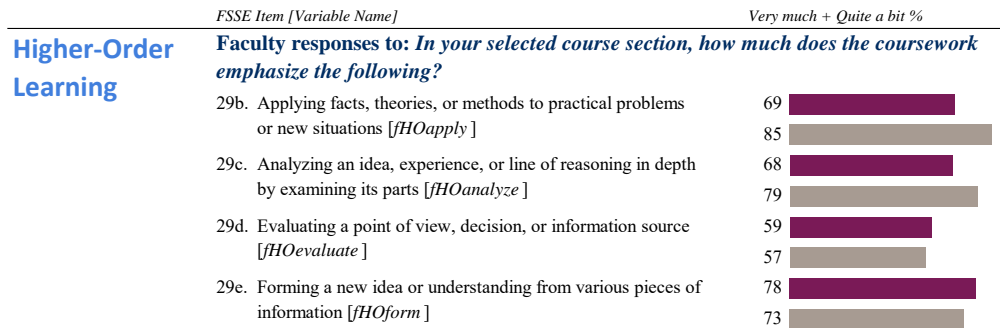 FSSE Item [Variable Name] Very much + Quite a bit %
Higher-Order
Learning
Faculty responses to: In your selected course section, how much does the coursework
emphasize the following?
29b. Applying facts, theories, or methods to practical problems
or new situations [fHOapply ]
69
85
29c. Analyzing an idea, experience, or line of reasoning in depth
by examining its parts [fHOanalyze ]
68
79
29d. Evaluating a point of view, decision, or information source
[fHOevaluate ]
59
57
29e. Forming a new idea or understanding from various pieces of
information [fHOform ]
78
73